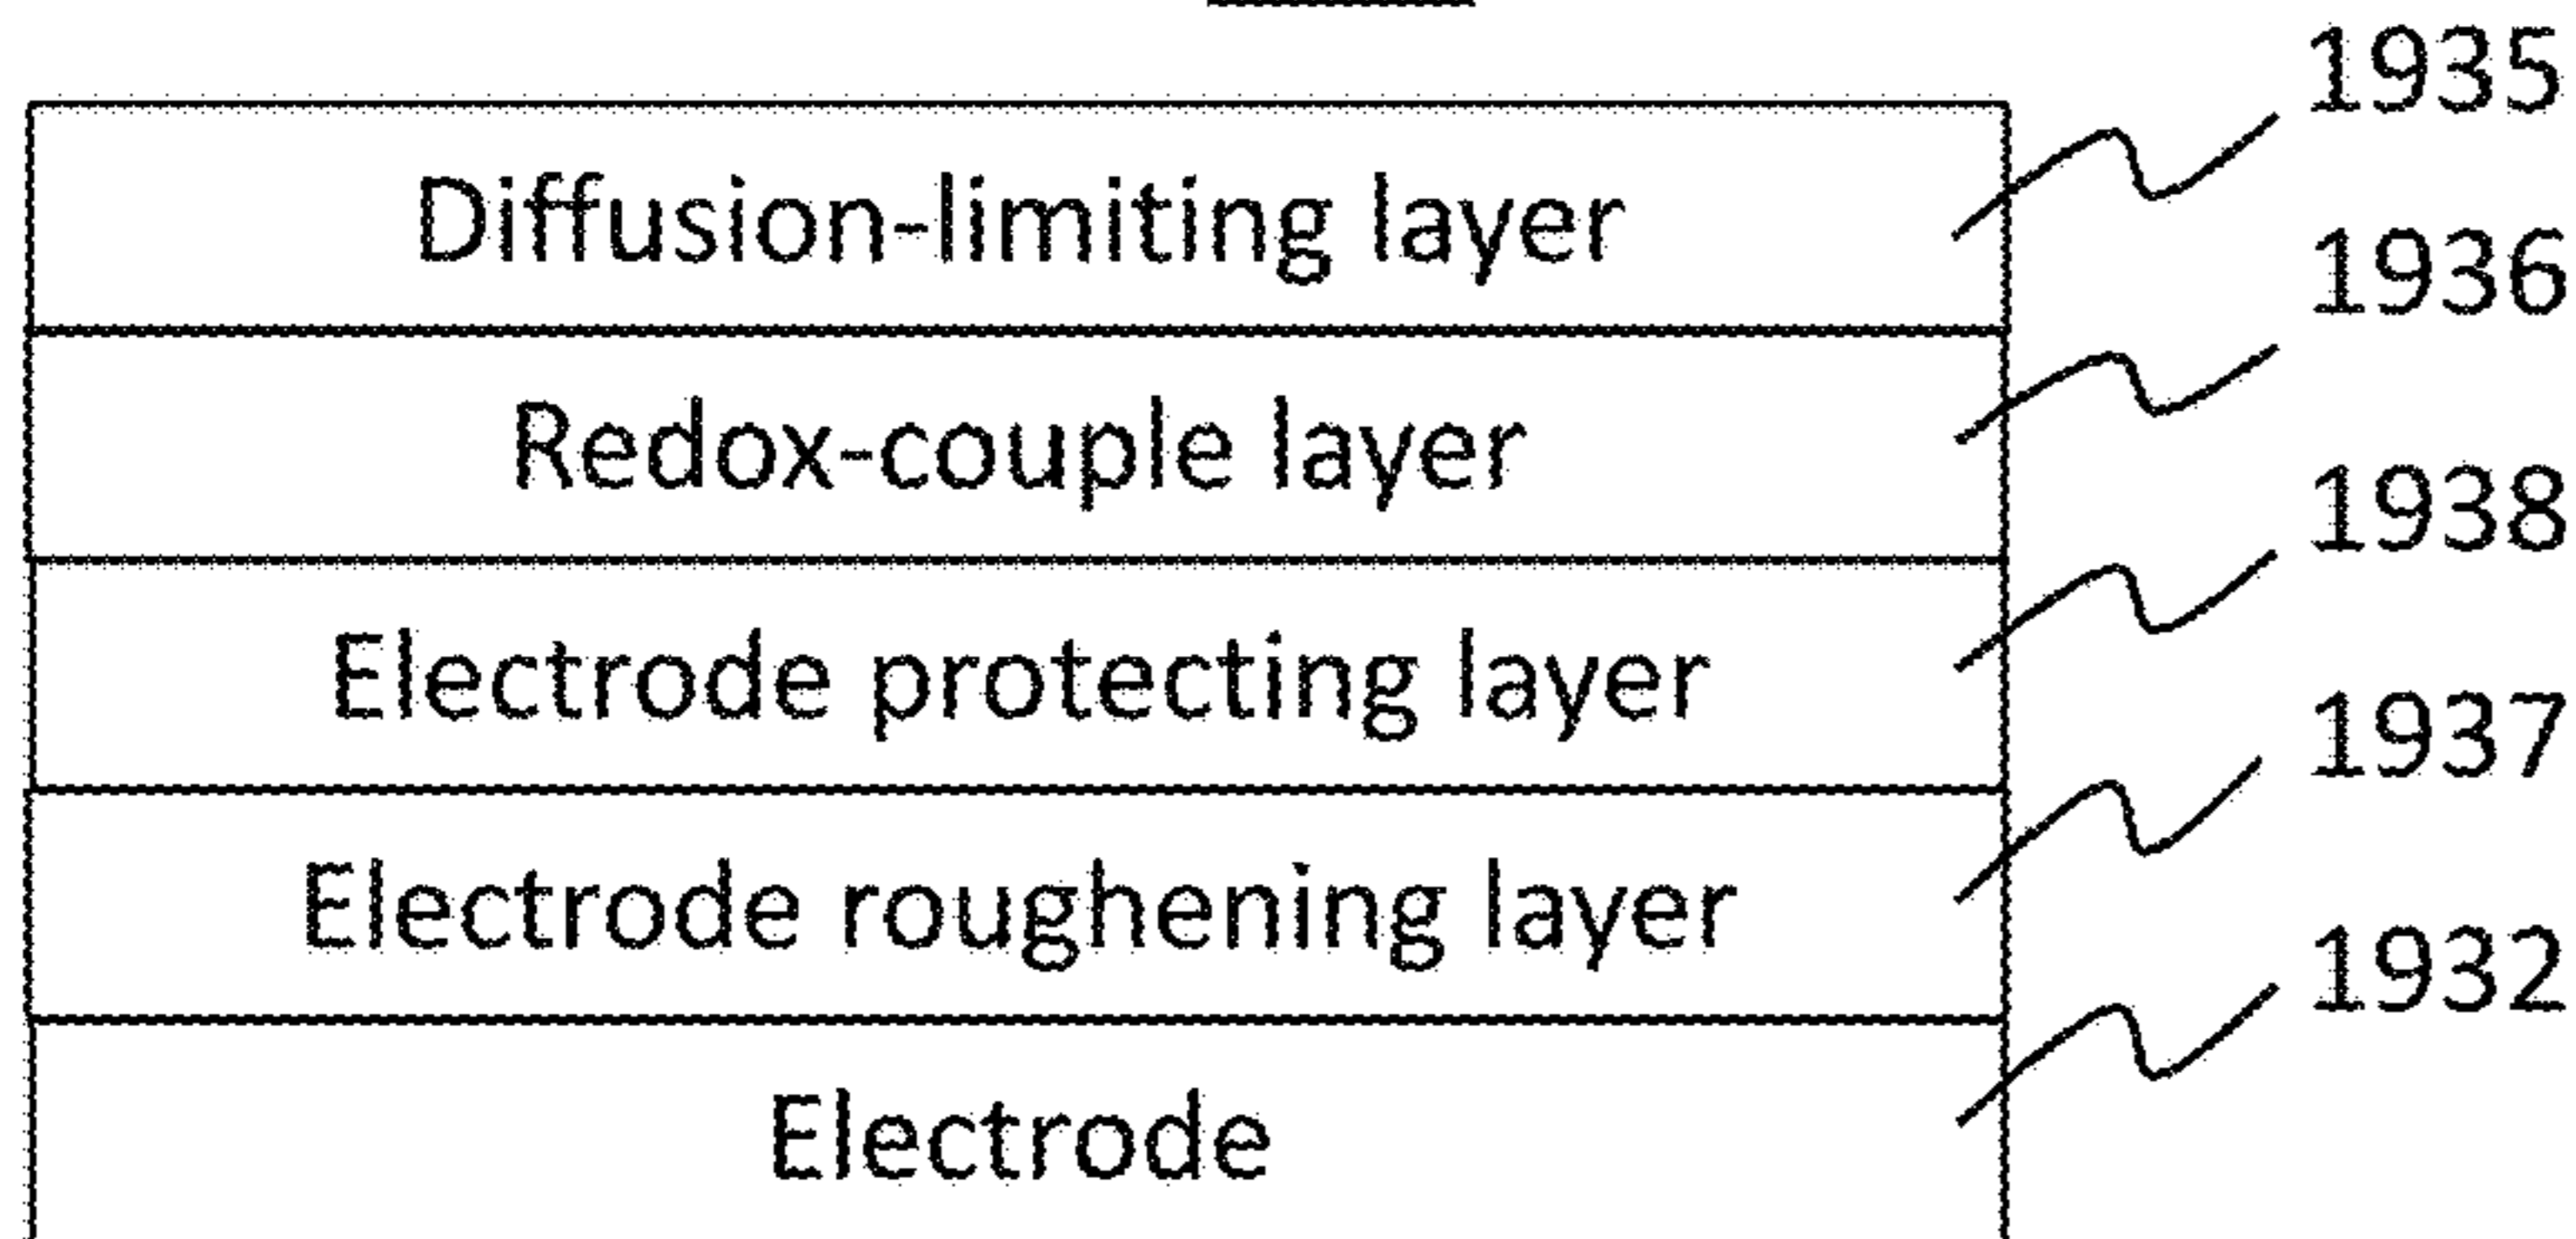 1935
Diffusion-limiting layer
1936
Redox-couple layer
1938
Electrode protecting layer
1937
Electrode roughening layer
1932
Electrode